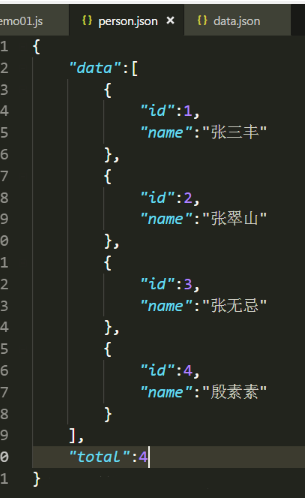 emo01.js {} person.json × {} data.json
1 {
2 "data":[
3 {
4 "id":1,
5 "name":"张三丰"
6 },
7 {
8 "id":2,
9 "name":"张翠山"
0 },
1 {
2 "id":3,
3 "name":"张无忌"
4 },
5 {
6 "id":4,
7 "name":"殷素素"
8 }
9 ],
0 "total":4
1 }